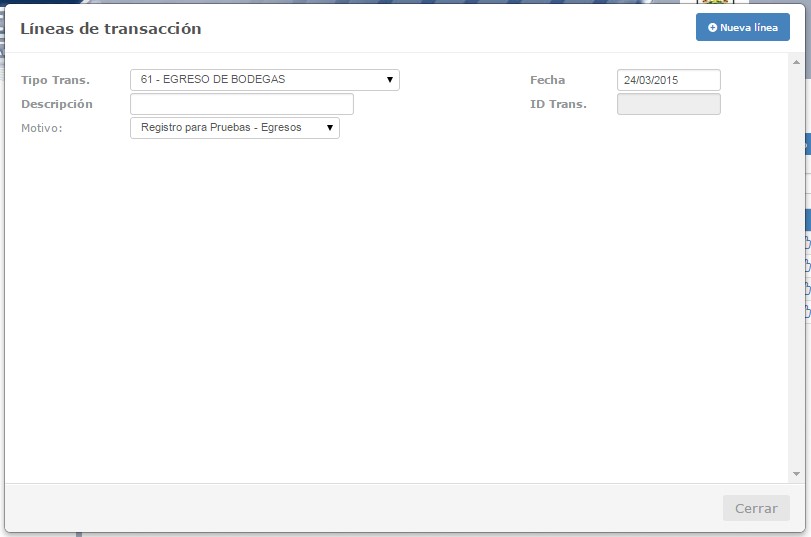 Líneas de transacción
Nueva línea
Tipo Trans. 61 - EGRESO DE BODEGAS Fecha 24/03/2015
Descripción ID Trans.
Motivo: Registro para Pruebas - Egresos
Cerrar